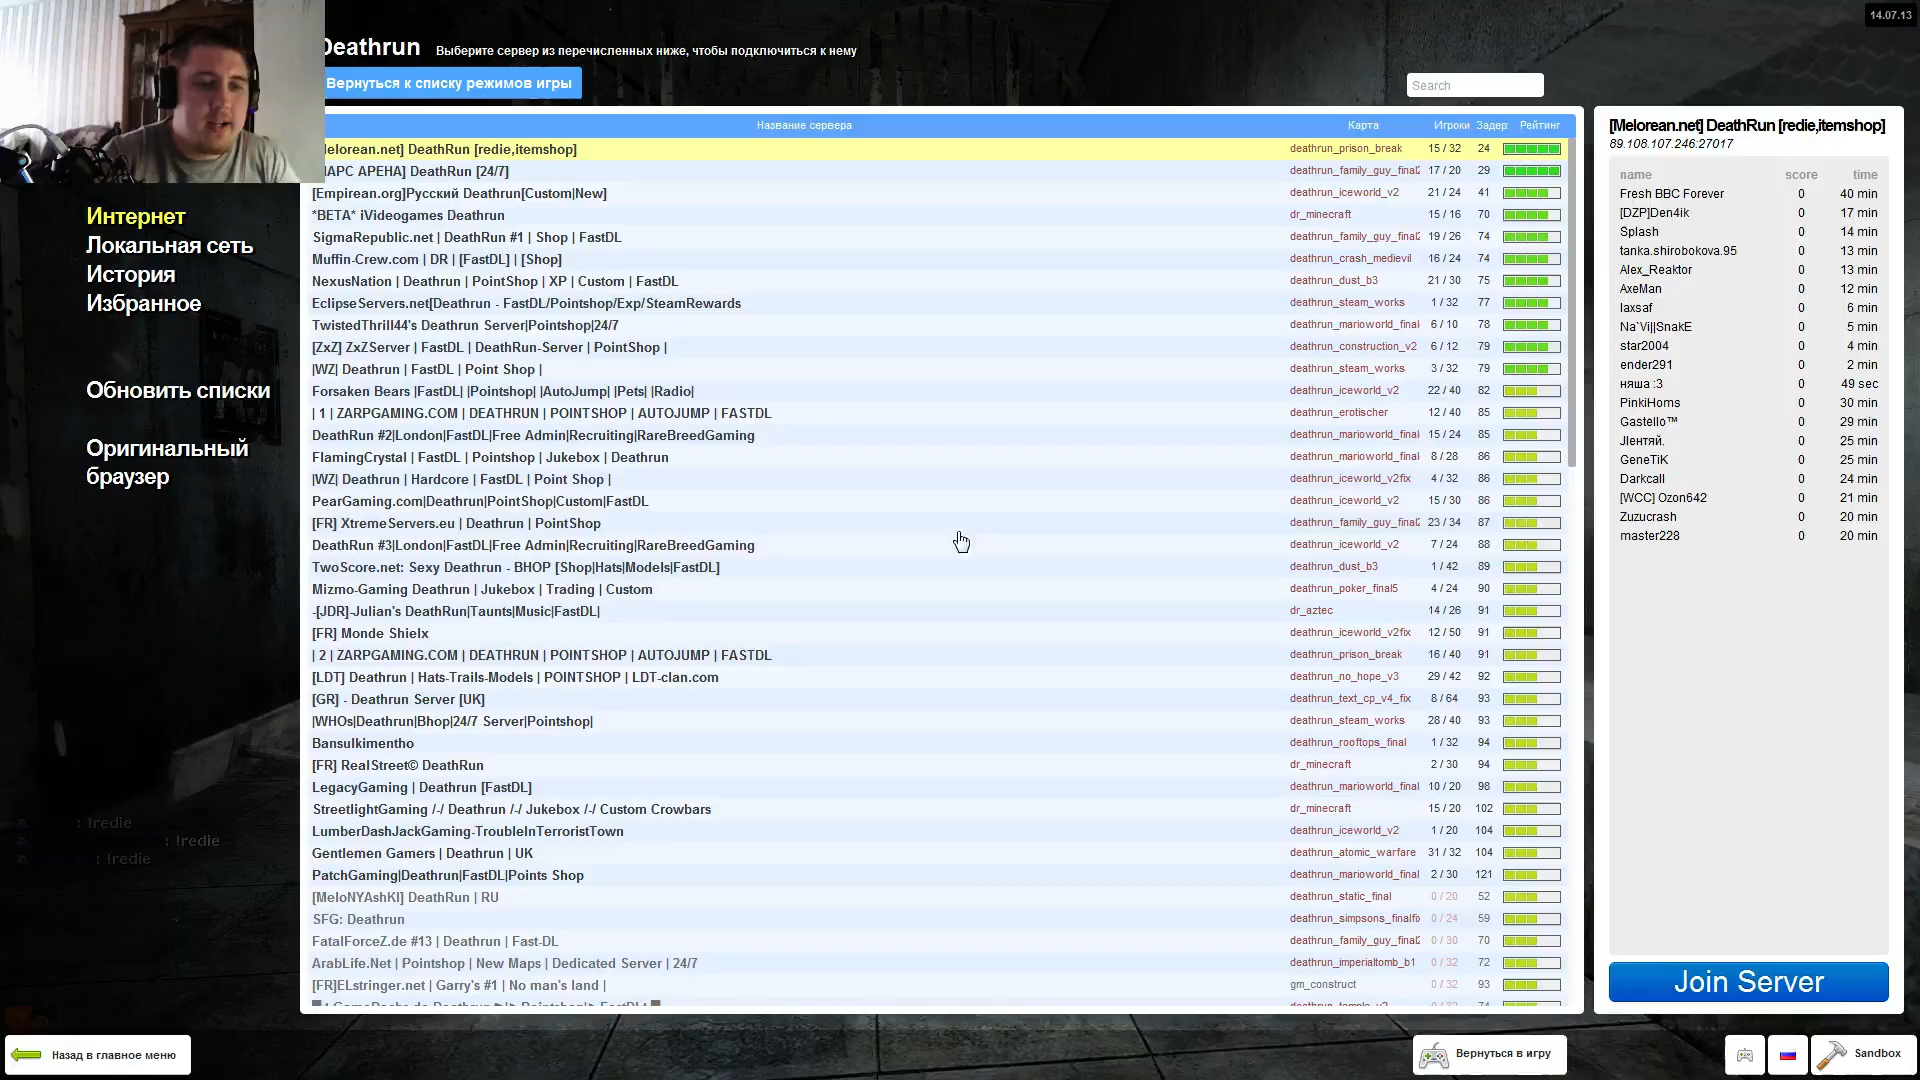 14.07.13
Deathrun Выберите сервер из перечисленных ниже, чтобы подключиться к нему
Вернуться к списку режимов игры
Search
Интернет
Локальная сеть
История
Избранное
Обновить списки
Оригинальный
браузер
: !redie
: !redie
: !redie
Название сервера Карта Игроки Задер Рейтинг
elorean.net] DeathRun [redie,itemshop] deathrun_prison_break 15 / 32 24
АРС АРЕНА] DeathRun [24/7] deathrun_family_guy_final2 17 / 20 29
[Empirean.org]Русский Deathrun[Custom|New] deathrun_iceworld_v2 21 / 24 41
*BETA* iVideogames Deathrun dr_minecraft 15 / 16 70
SigmaRepublic.net | DeathRun #1 | Shop | FastDL deathrun_family_guy_final2 19 / 26 74
Muffin-Crew.com | DR | [FastDL] | [Shop] deathrun_crash_medievil 16 / 24 74
NexusNation | Deathrun | PointShop | XP | Custom | FastDL deathrun_dust_b3 21 / 30 75
EclipseServers.net[Deathrun - FastDL/Pointshop/Exp/SteamRewards deathrun_steam_works 1 / 32 77
TwistedThrill44's Deathrun Server|Pointshop|24/7 deathrun_marioworld_final 6 / 10 78
[ZxZ] ZxZServer | FastDL | DeathRun-Server | PointShop | deathrun_construction_v2 6 / 12 79
|WZ| Deathrun | FastDL | Point Shop | deathrun_steam_works 3 / 32 79
Forsaken Bears |FastDL| |Pointshop| |AutoJump| |Pets| |Radio| deathrun_iceworld_v2 22 / 40 82
| 1 | ZARPGAMING.COM | DEATHRUN | POINTSHOP | AUTOJUMP | FASTDL deathrun_erotischer 12 / 40 85
DeathRun #2|London|FastDL|Free Admin|Recruiting|RareBreedGaming deathrun_marioworld_final 15 / 24 85
FlamingCrystal | FastDL | Pointshop | Jukebox | Deathrun deathrun_marioworld_final 8 / 28 86
|WZ| Deathrun | Hardcore | FastDL | Point Shop | deathrun_iceworld_v2fix 4 / 32 86
PearGaming.com|Deathrun|PointShop|Custom|FastDL deathrun_iceworld_v2 15 / 30 86
[FR] XtremeServers.eu | Deathrun | PointShop deathrun_family_guy_final2 23 / 34 87
DeathRun #3|London|FastDL|Free Admin|Recruiting|RareBreedGaming deathrun_iceworld_v2 7 / 24 88
TwoScore.net: Sexy Deathrun - BHOP [Shop|Hats|Models|FastDL] deathrun_dust_b3 1 / 42 89
Mizmo-Gaming Deathrun | Jukebox | Trading | Custom deathrun_poker_final5 4 / 24 90
-[JDR]-Julian's DeathRun|Taunts|Music|FastDL| dr_aztec 14 / 26 91
[FR] Monde Shielx deathrun_iceworld_v2fix 12 / 50 91
| 2 | ZARPGAMING.COM | DEATHRUN | POINTSHOP | AUTOJUMP | FASTDL deathrun_prison_break 16 / 40 91
[LDT] Deathrun | Hats-Trails-Models | POINTSHOP | LDT-clan.com deathrun_no_hope_v3 29 / 42 92
[GR] - Deathrun Server [UK] deathrun_text_cp_v4_fix 8 / 64 93
|WHOs|Deathrun|Bhop|24/7 Server|Pointshop| deathrun_steam_works 28 / 40 93
Bansulkimentho deathrun_rooftops_final 1 / 32 94
[FR] RealStreet© DeathRun dr_minecraft 2 / 30 94
LegacyGaming | Deathrun [FastDL] deathrun_marioworld_final 10 / 20 98
StreetlightGaming /-/ Deathrun /-/ Jukebox /-/ Custom Crowbars dr_minecraft 15 / 20 102
LumberDashJackGaming-TroubleInTerroristTown deathrun_iceworld_v2 1 / 20 104
Gentlemen Gamers | Deathrun | UK deathrun_atomic_warfare 31 / 32 104
PatchGaming|Deathrun|FastDL|Points Shop deathrun_marioworld_final 2 / 30 121
[MeloNYAshKI] DeathRun | RU deathrun_static_final 0 / 20 52
SFG: Deathrun deathrun_simpsons_finalfix 0 / 24 59
FatalForceZ.de #13 | Deathrun | Fast-DL deathrun_family_guy_final2 0 / 30 70
ArabLife.Net | Pointshop | New Maps | Dedicated Server | 24/7 deathrun_imperialtomb_b1 0 / 32 72
[FR]ELstringer.net | Garry's #1 | No man's land | gm_construct 0 / 32 93
[Melorean.net] DeathRun [redie,itemshop]
89.108.107.246:27017
name score time
Fresh BBC Forever 0 40 min
[DZP]Den4ik 0 17 min
Splash 0 14 min
tanka.shirobokova.95 0 13 min
Alex_Reaktor 0 13 min
AxeMan 0 12 min
laxsaf 0 6 min
Na`Vi||SnakE 0 5 min
star2004 0 4 min
ender291 0 2 min
няша :3 0 49 sec
PinkiHoms 0 30 min
Gastello™ 0 29 min
Лентяй. 0 25 min
GeneTiK 0 25 min
Darkcall 0 24 min
[WCC] Ozon642 0 21 min
Zuzucrash 0 20 min
master228 0 20 min
Join Server
Назад в главное меню
Вернуться в игру
Sandbox